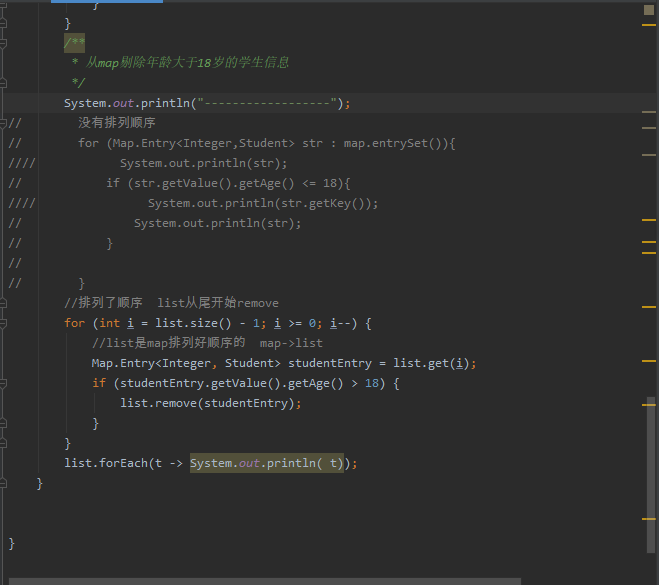 }
}
/**
* 从map剔除年龄大于18岁的学生信息
*/
System.out.println("------------------");
// 没有排列顺序
// for (Map.Entry<Integer,Student> str : map.entrySet()){
//// System.out.println(str);
// if (str.getValue().getAge() <= 18){
//// System.out.println(str.getKey());
// System.out.println(str);
// }
//
// }
//排列了顺序 list从尾开始remove
for (int i = list.size() - 1; i >= 0; i--) {
//list是map排列好顺序的 map->list
Map.Entry<Integer, Student> studentEntry = list.get(i);
if (studentEntry.getValue().getAge() > 18) {
list.remove(studentEntry);
}
}
list.forEach(t -> System.out.println( t));
}
}